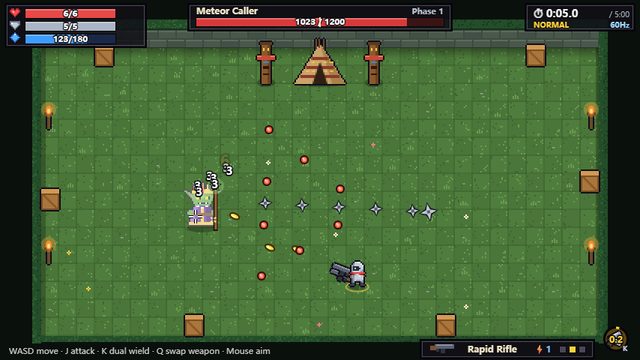 6/6
5/5
123/180
Meteor Caller
Phase 1
1023 / 1200
0:05.0 / 5:00
NORMAL
60Hz
3
3
3
3
3
WASD move · J attack · K dual wield · Q swap weapon · Mouse aim
Rapid Rifle
1
0.2
K